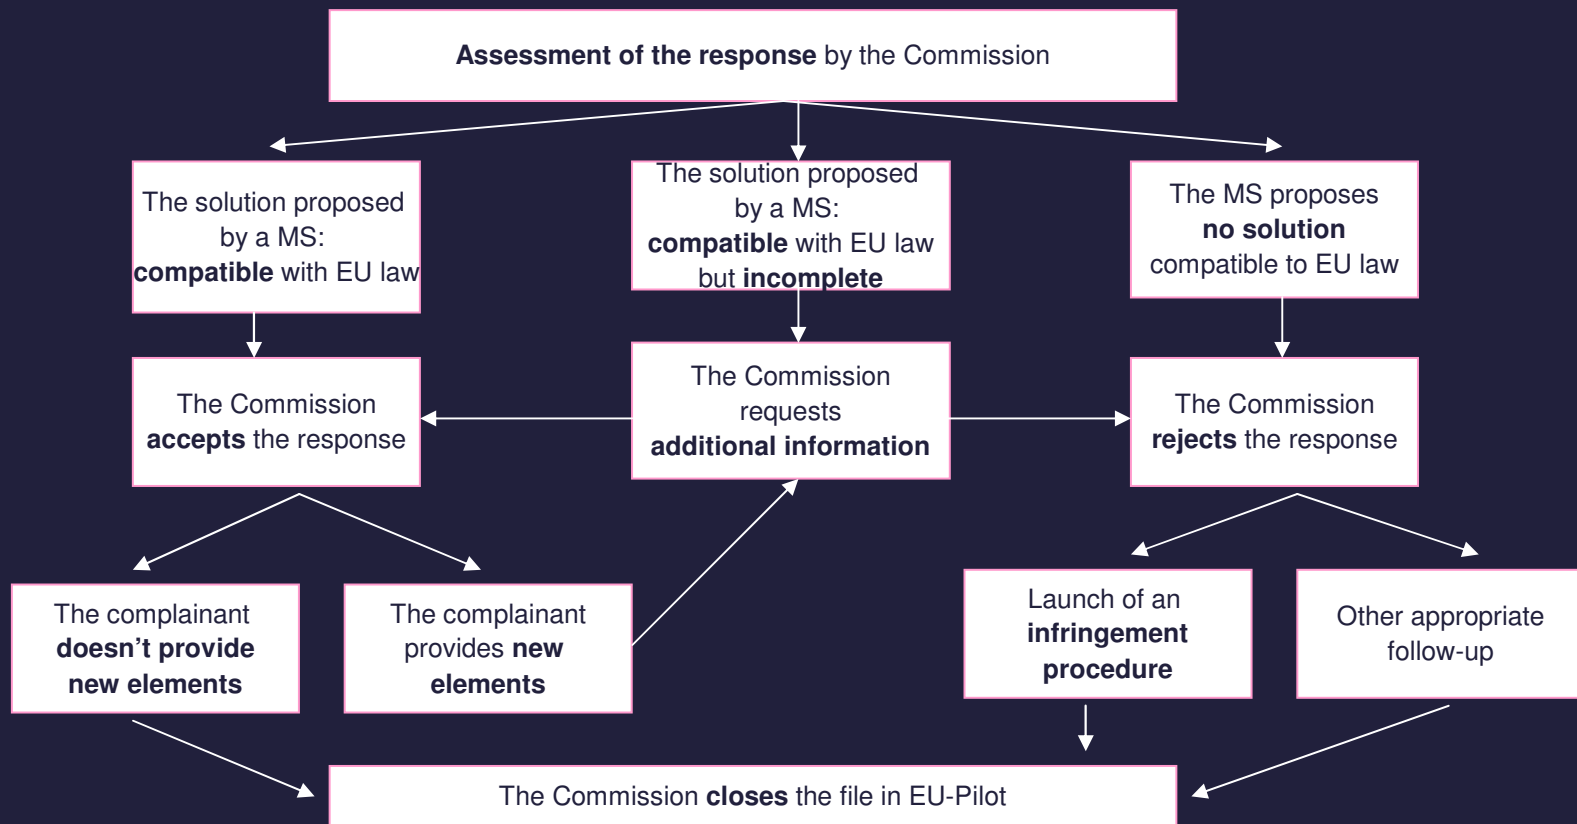 Assessment of the response by the Commission
The solution proposed
by a MS:
compatible with EU law
The solution proposed
by a MS:
compatible with EU law
but incomplete
The MS proposes
no solution
compatible to EU law
The Commission
accepts the response
The Commission
requests
additional information
The Commission
rejects the response
The complainant
doesn’t provide
new elements
The complainant
provides new
elements
Launch of an
infringement
procedure
Other appropriate
follow-up
The Commission closes the file in EU-Pilot